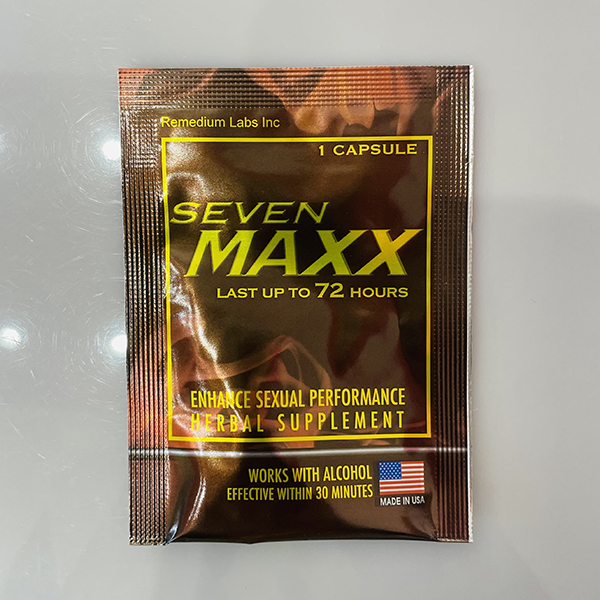 Remedium Labs Inc
1 CAPSULE
SEVEN
MAXX
LAST UP TO 72 HOURS
ENHANCE SEXUAL PERFORMANCE
HERBAL SUPPLEMENT
WORKS WITH ALCOHOL
EFFECTIVE WITHIN 30 MINUTES
MADE IN USA